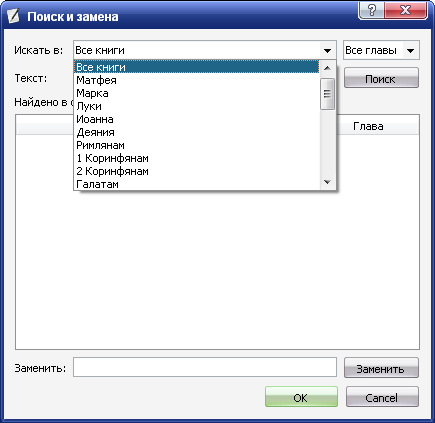 Поиск и замена
Искать в: Все книги Все главы
Все книги
Текст: Матфея Поиск
Марка
Найдено в Луки
Иоанна Глава
Деяния
Римлянам
1 Коринфянам
2 Коринфянам
Галатам
Заменить: Заменить
OK Cancel